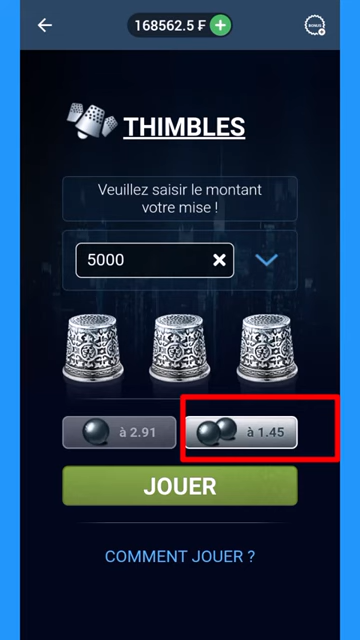 168562.5 ₣
BONUS
THIMBLES
Veuillez saisir le montant
votre mise !
5000
à 2.91
à 1.45
JOUER
COMMENT JOUER ?